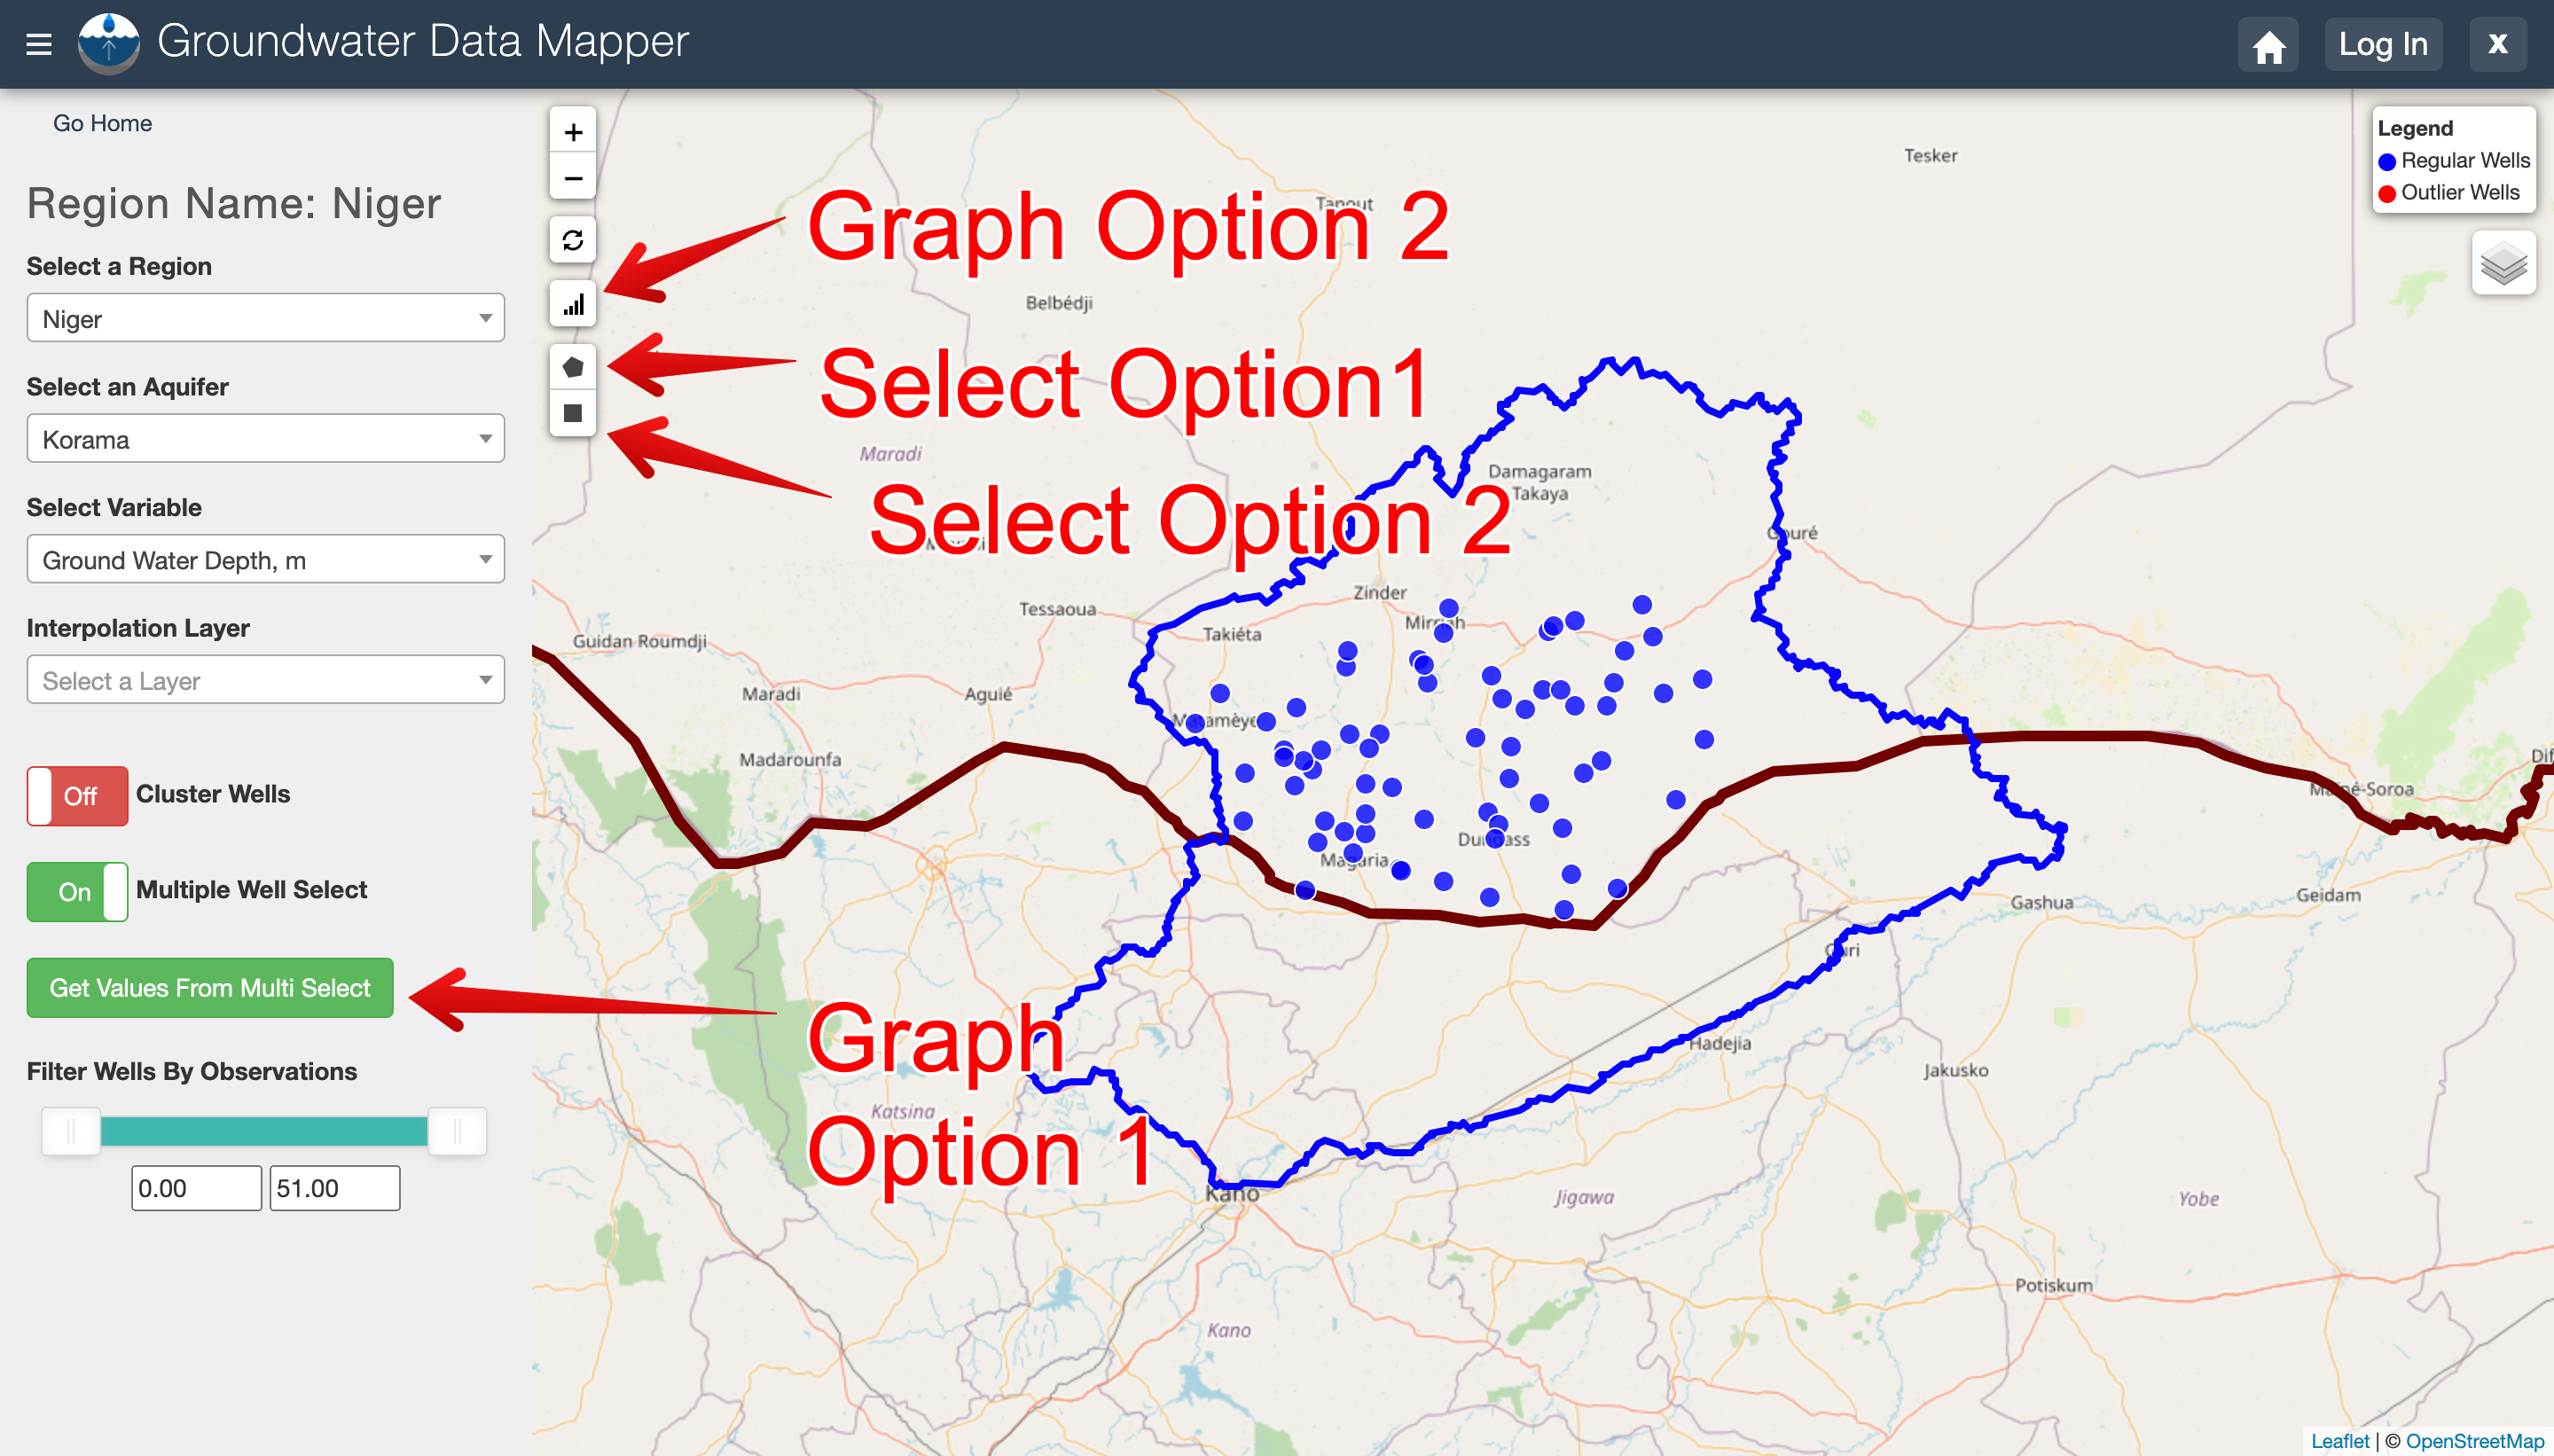 Groundwater Data Mapper
Log In
X
Go Home
Region Name: Niger
Select a Region
Niger
Select an Aquifer
Korama
Select Variable
Ground Water Depth, m
Interpolation Layer
Select a Layer
Off Cluster Wells
On Multiple Well Select
Get Values From Multi Select
Filter Wells By Observations
0.00 51.00
+
−
Graph Option 2
Select Option1
Select Option 2
Graph
Option 1
Legend
Regular Wells
Outlier Wells
Tesker
Tanout
Belbédji
Maradi
Damagaram
Takaya
Gouré
Zinder
Tessaoua
Takiéta
Mirriah
Guidan Roumdji
Maradi
Aguié
Matamèye
Madarounfa
Maïné-Soroa
Dungass
Magaria
Gashua
Geidam
Hadejia
Jakusko
Katsina
Kano
Jigawa
Yobe
Potiskum
Kano
Leaflet | © OpenStreetMap